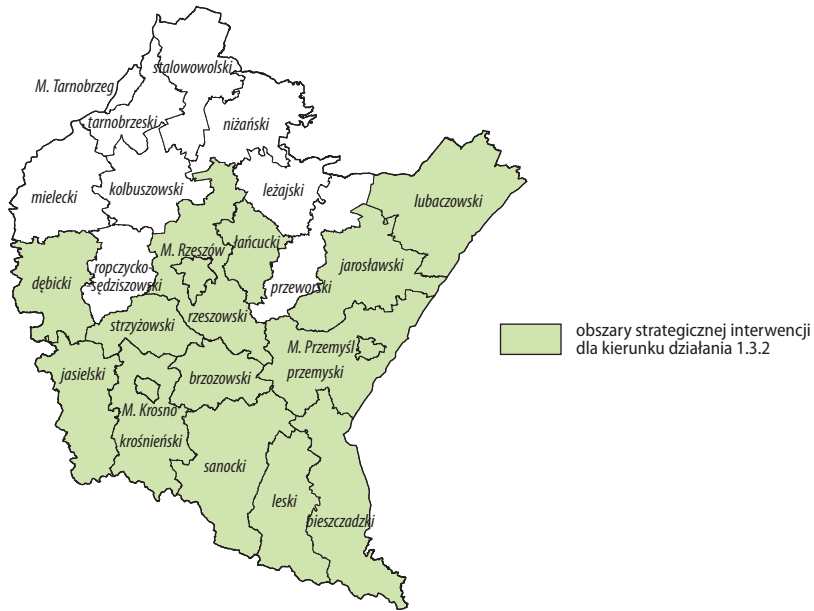 stalowowolski
M. Tarnobrzeg
tarnobrzeski
niżański
mielecki
kolbuszowski
leżajski
lubaczowski
M. Rzeszów
łańcucki
jarosławski
dębicki
ropczycko-
sędziszowski
przeworski
rzeszowski
strzyżowski
M. Przemyśl
przemyski
jasielski
brzozowski
M. Krosno
krośnieński
sanocki
leski
bieszczadzki
obszary strategicznej interwencji
dla kierunku działania 1.3.2